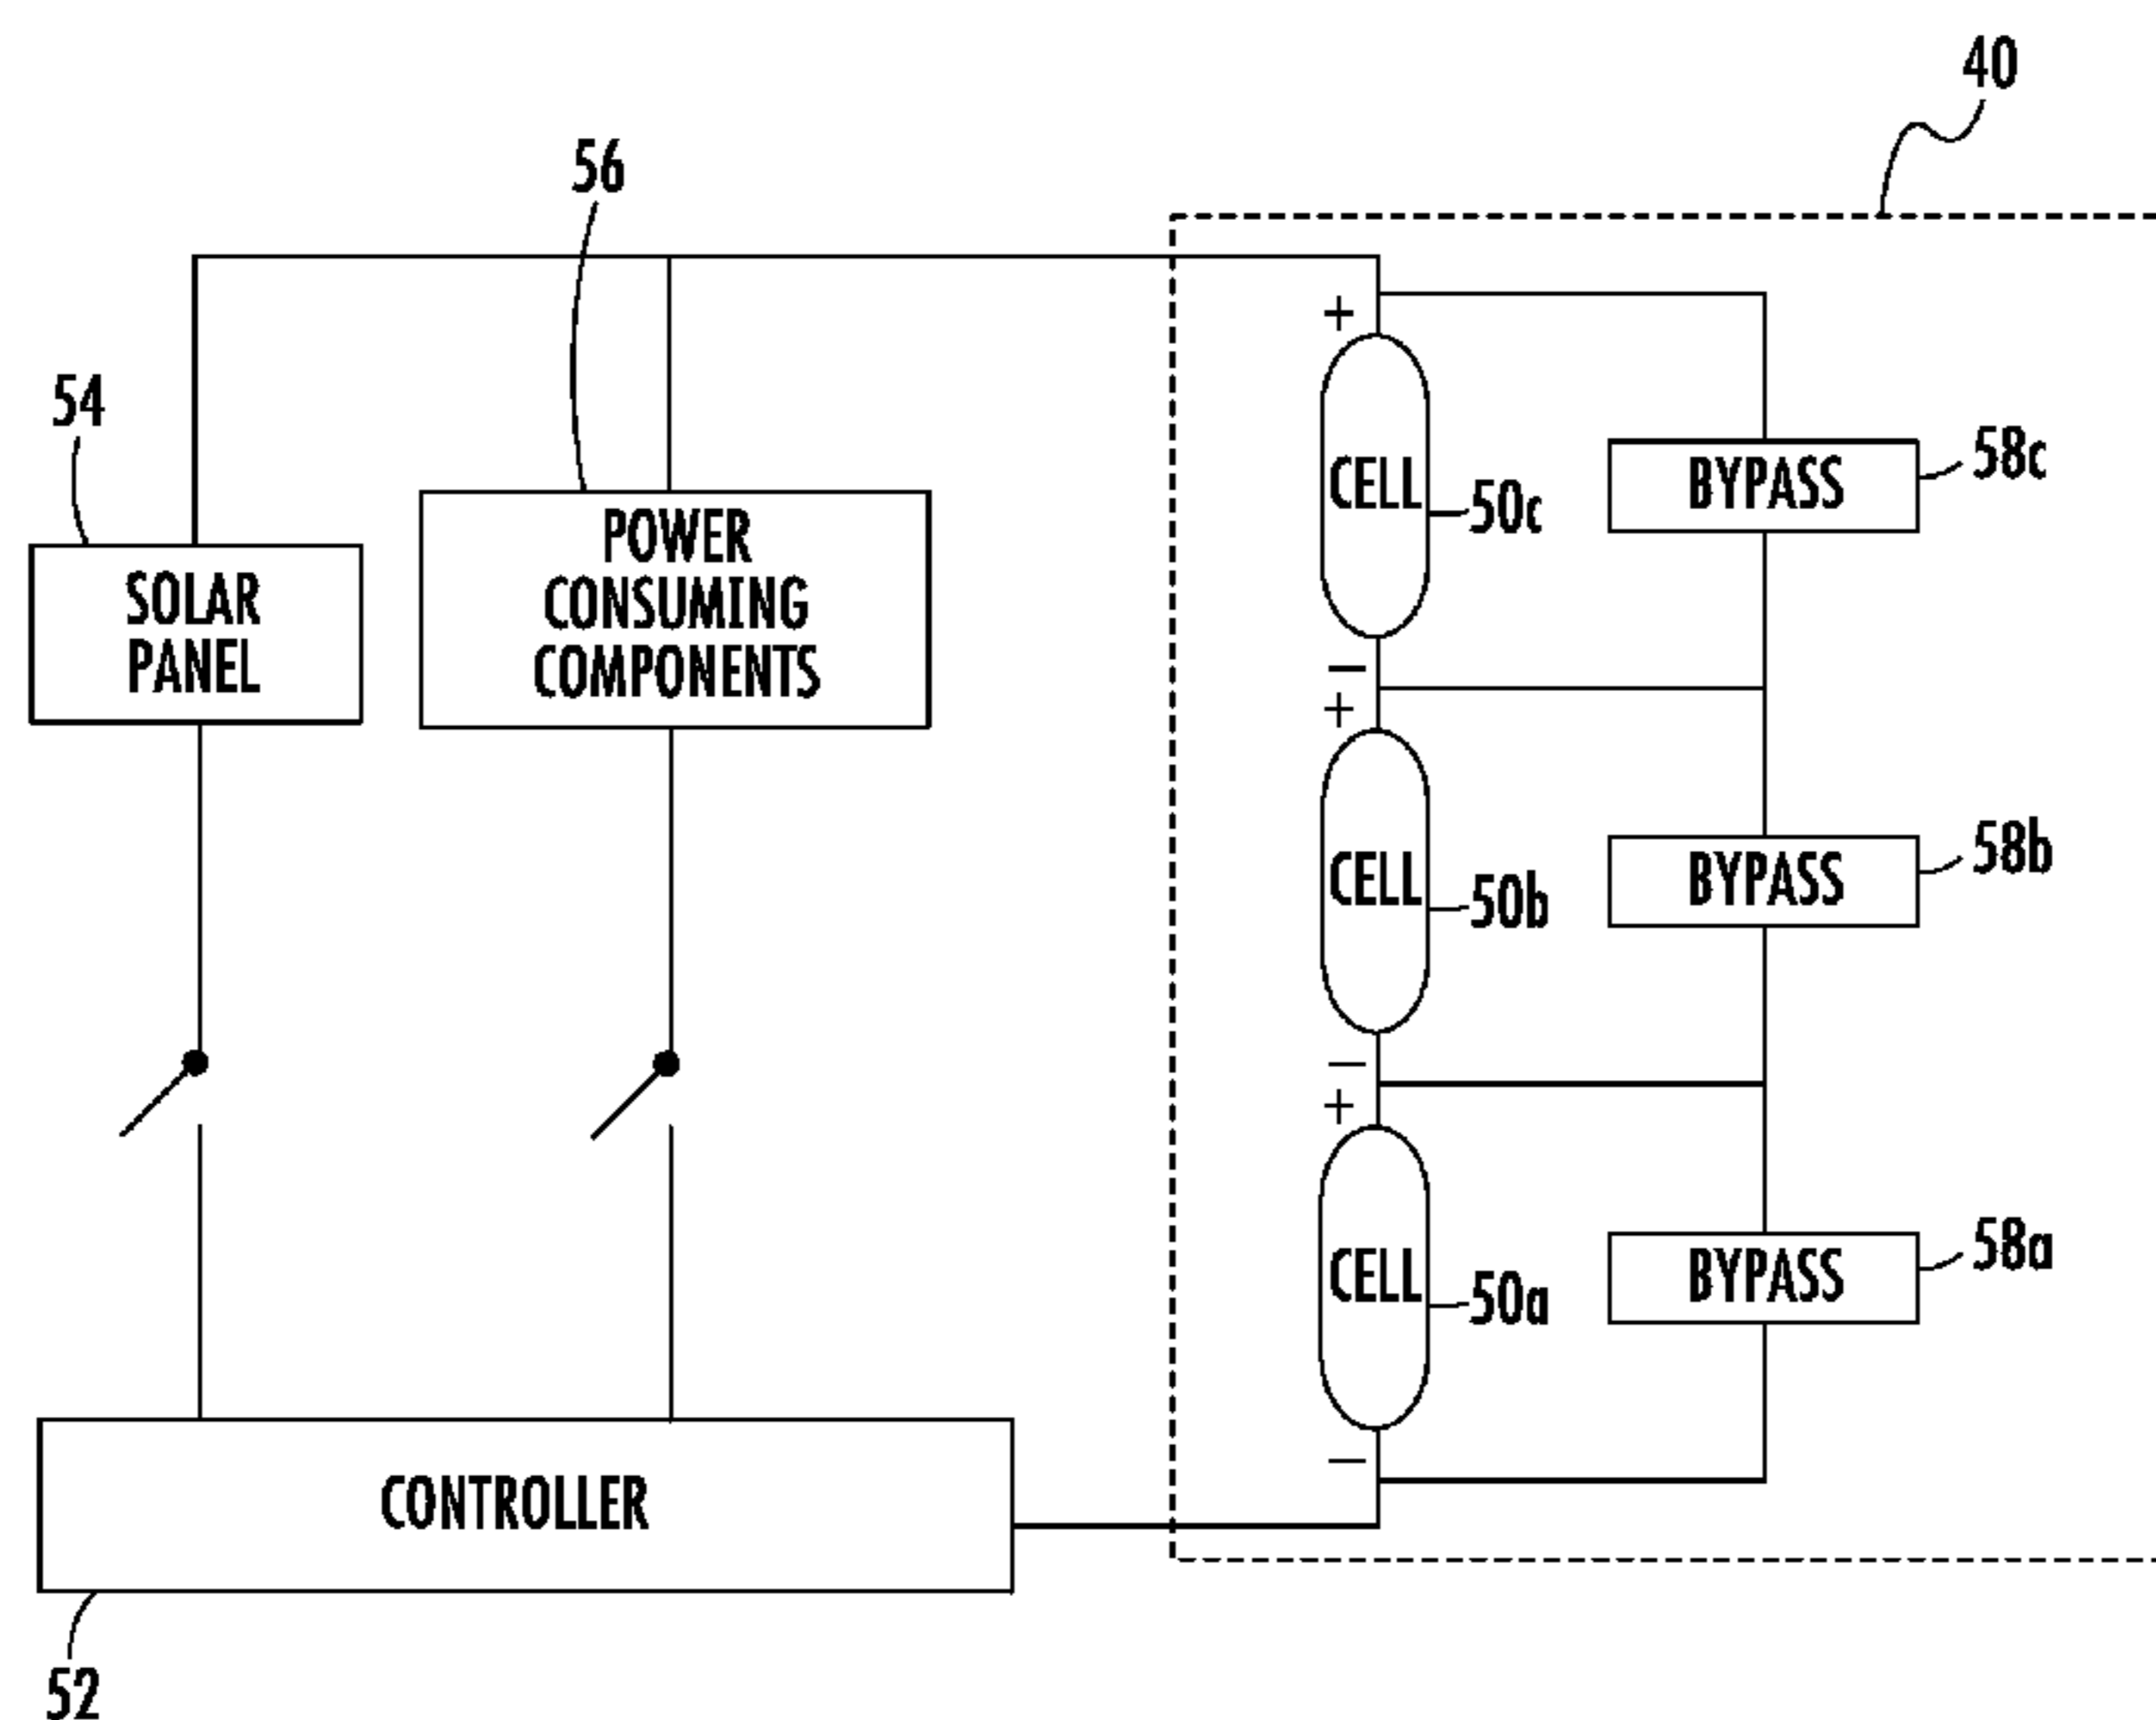 40
56
54
+
58c
CELL
BYPASS
50c
POWER
CONSUMING
COMPONENTS
SOLAR
PANEL
−
+
58b
CELL
BYPASS
50b
−
+
58a
CELL
BYPASS
50a
−
CONTROLLER
52